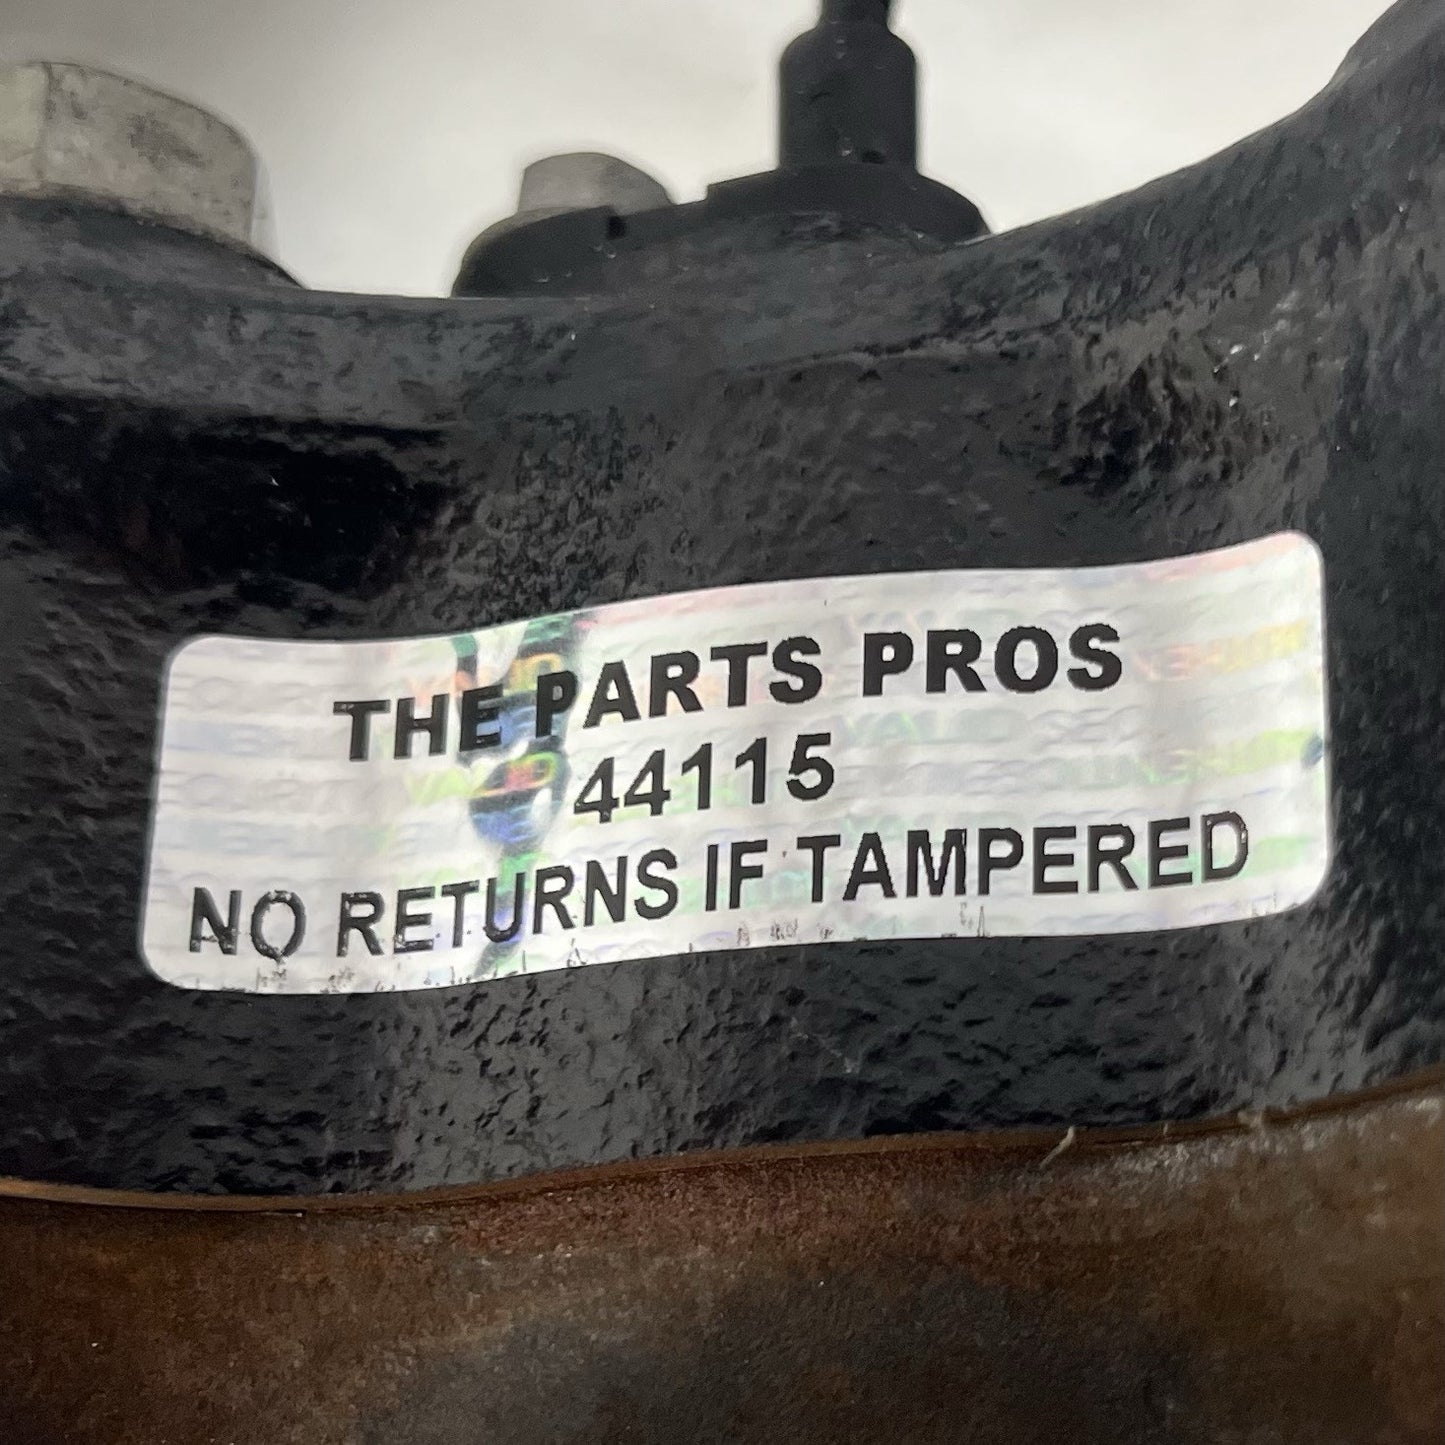 THE PARTS PROS
44115
NO RETURNS IF TAMPERED